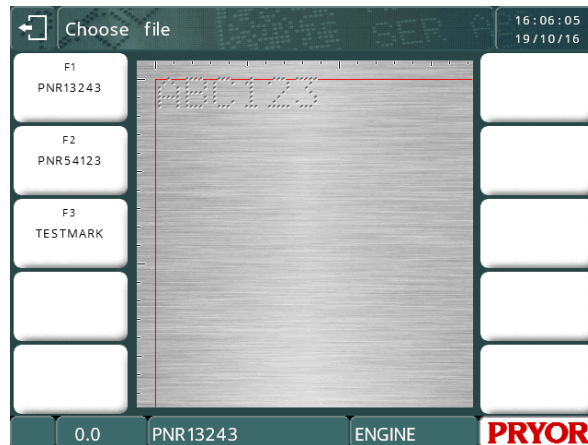 Choose file
16:06:05
19/10/16
F1
PNR13243
F2
PNR54123
F3
TESTMARK
ABC123
0.0
PNR13243
ENGINE
PRYOR